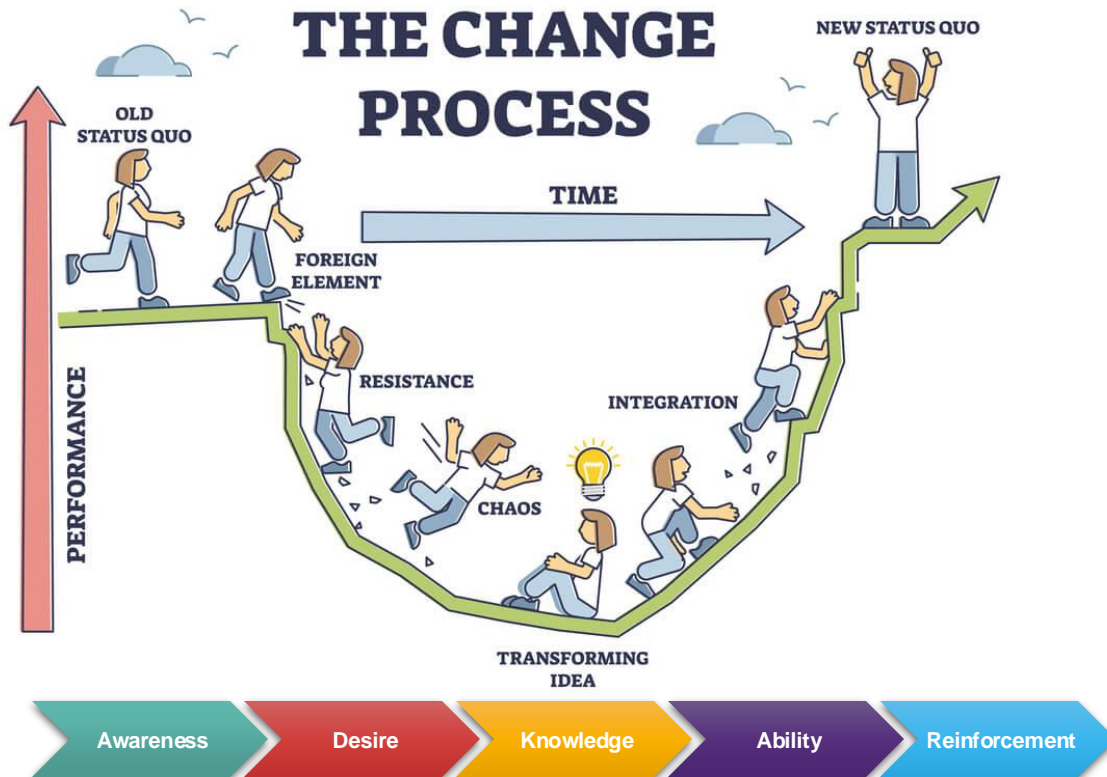 THE CHANGE
PROCESS
NEW STATUS QUO
OLD
STATUS QUO
TIME
FOREIGN
ELEMENT
RESISTANCE
INTEGRATION
PERFORMANCE
CHAOS
TRANSFORMING
IDEA
Awareness
Desire
Knowledge
Ability
Reinforcement